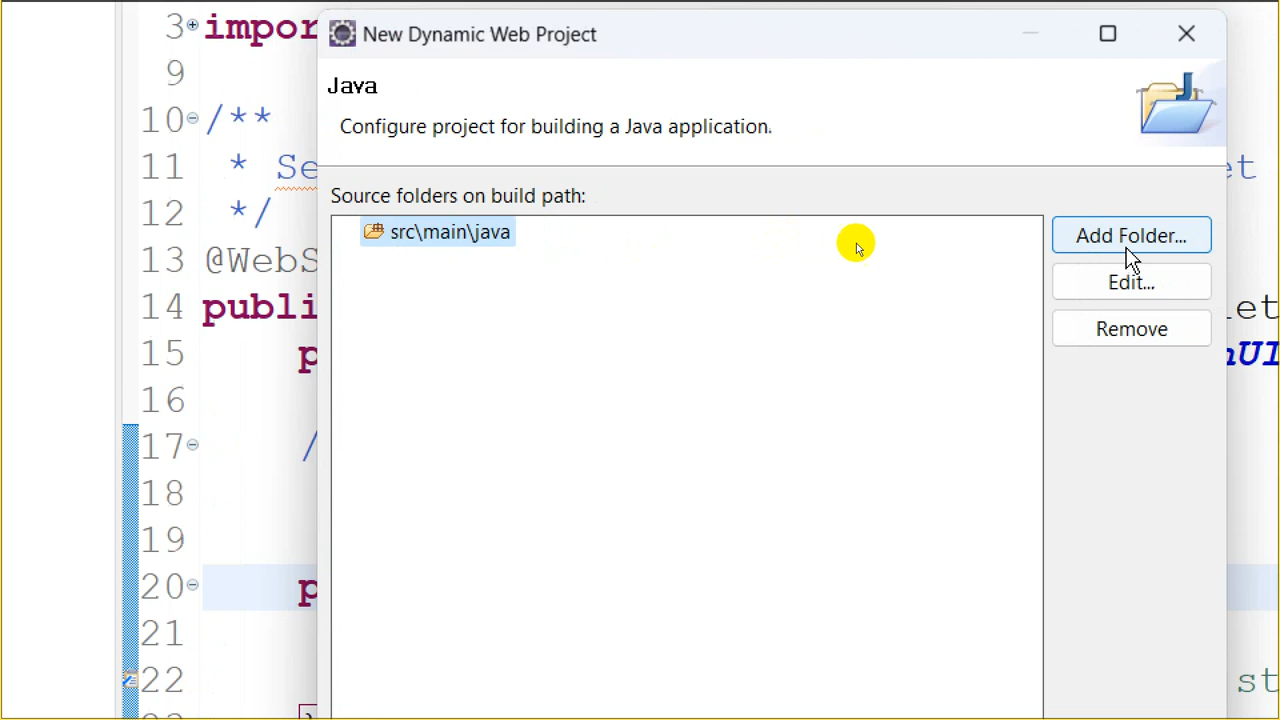 New Dynamic Web Project
Java
Configure project for building a Java application.
Source folders on build path:
src\main\java
Add Folder...
Edit...
Remove
3 impor
9
10 /**
11 * Se et
12 */
13 @WebS
14 publi let
15 p nUI
16
17 /
18
19
20 p
21
22 st
}